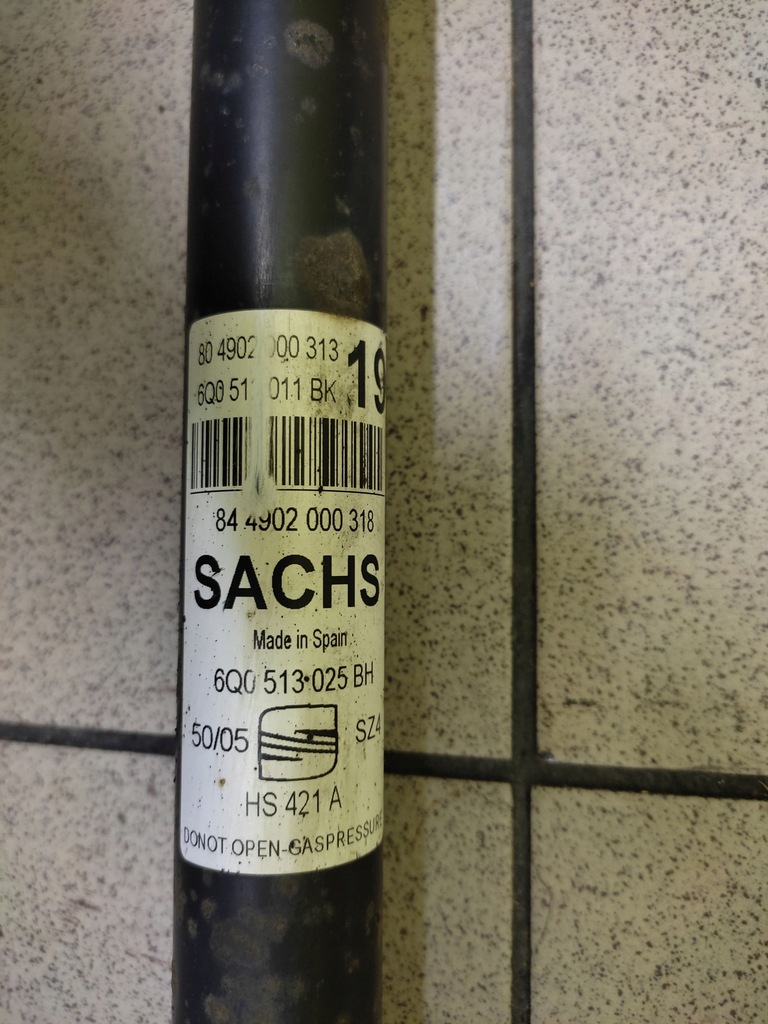 80 4902 000 313
19
6Q0 51 011 BK
84 4902 000 318
SACHS
Made in Spain
6Q0 513 025 BH
50/05 SZ4
HS 421 A
DONOT OPEN-GASPRESSURE